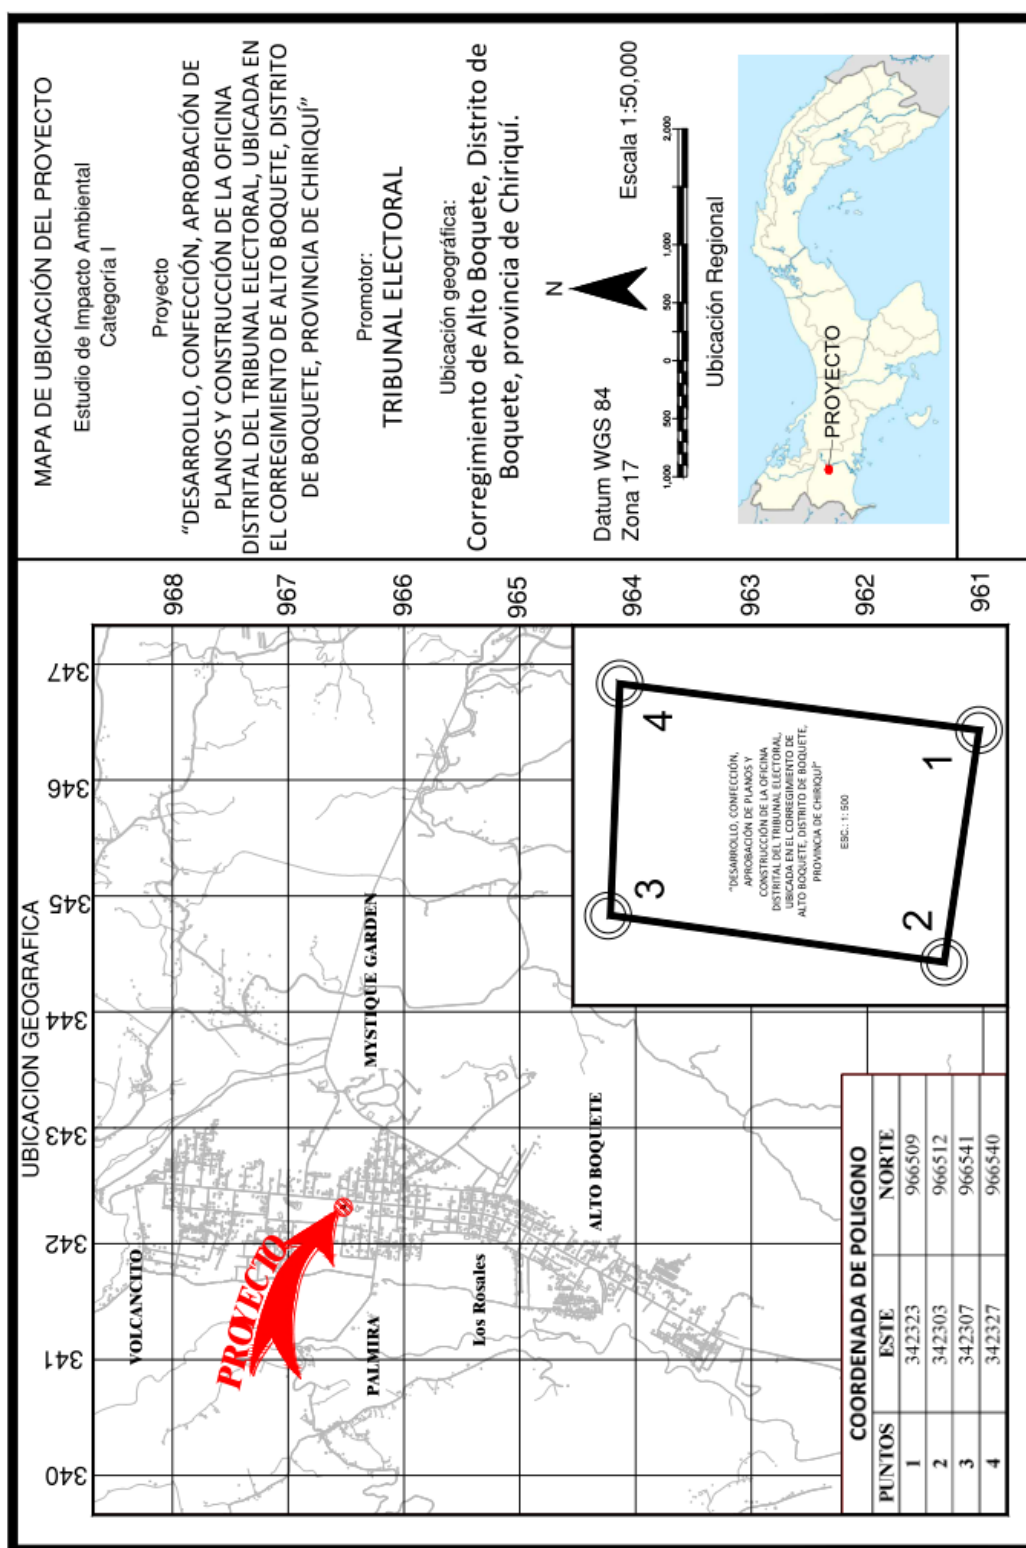 UBICACION GEOGRAFICA
340
341
342
343
344
345
346
347
968
967
966
965
964
963
962
961
VOLCANCITO
PROYECTO
PALMIRA
MYSTIQUE GARDEN
Los Rosales
ALTO BOQUETE
COORDENADA DE POLIGONO
PUNTOS ESTE NORTE
1 342323 966509
2 342303 966512
3 342307 966541
4 342327 966540
3
4
2
1
"DESARROLLO, CONFECCIÓN,
APROBACIÓN DE PLANOS Y
CONSTRUCCIÓN DE LA OFICINA
DISTRITAL DEL TRIBUNAL ELECTORAL,
UBICADA EN EL CORREGIMIENTO DE
ALTO BOQUETE, DISTRITO DE BOQUETE,
PROVINCIA DE CHIRIQUÍ"
ESC.: 1: 500
MAPA DE UBICACIÓN DEL PROYECTO
Estudio de Impacto Ambiental
Categoría I
Proyecto
"DESARROLLO, CONFECCIÓN, APROBACIÓN DE
PLANOS Y CONSTRUCCIÓN DE LA OFICINA
DISTRITAL DEL TRIBUNAL ELECTORAL, UBICADA EN
EL CORREGIMIENTO DE ALTO BOQUETE, DISTRITO
DE BOQUETE, PROVINCIA DE CHIRIQUÍ"
Promotor:
TRIBUNAL ELECTORAL
Ubicación geográfica:
Corregimiento de Alto Boquete, Distrito de
Boquete, provincia de Chiriquí.
N
Datum WGS 84
Zona 17
Escala 1:50,000
1,000 500 0 500 1,000 2,000
Ubicación Regional
PROYECTO